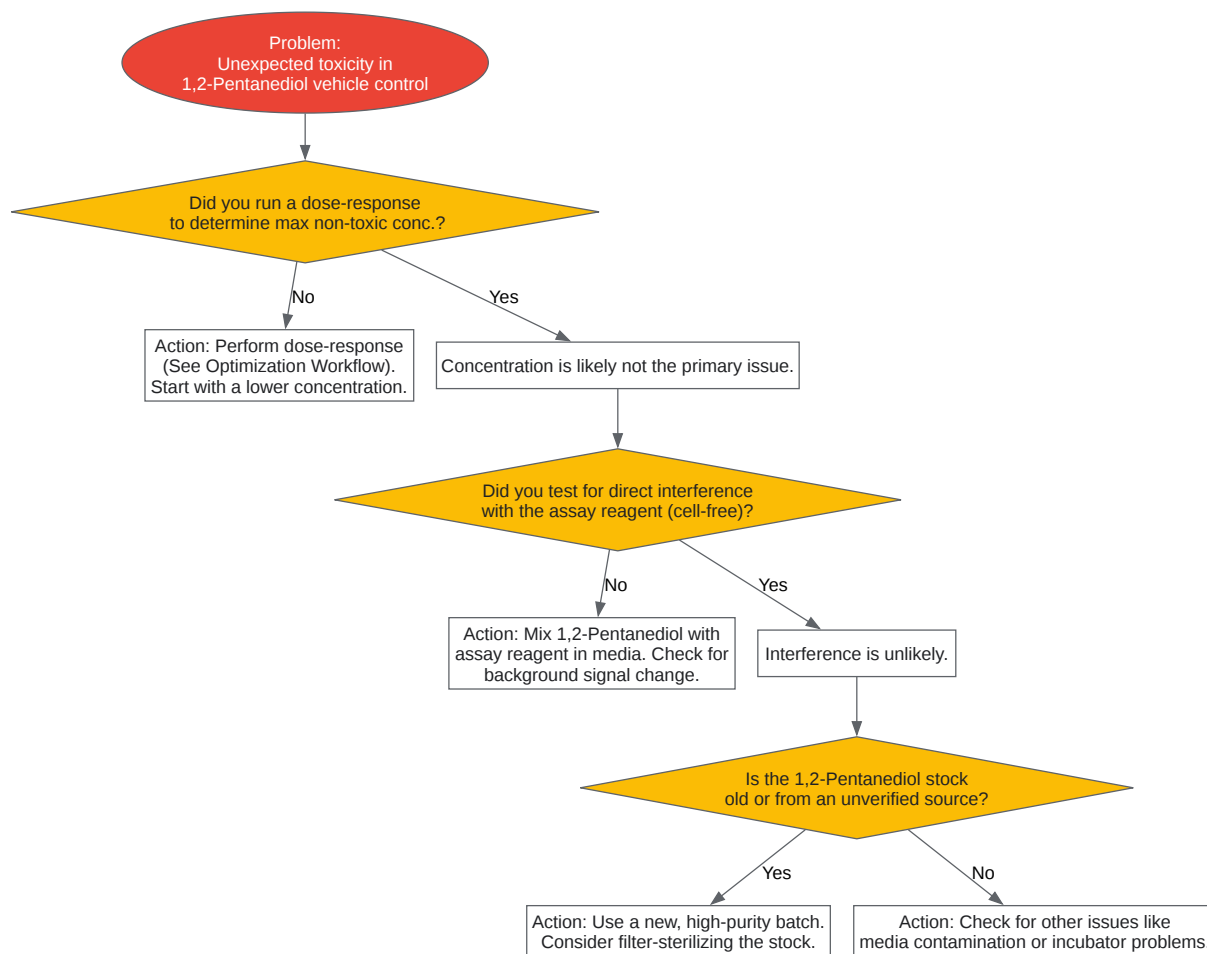 Problem:
Unexpected toxicity in
1,2-Pentanediol vehicle control
Did you run a dose-response
to determine max non-toxic conc.?
No
Yes
Action: Perform dose-response
(See Optimization Workflow).
Start with a lower concentration.
Concentration is likely not the primary issue.
Did you test for direct interference
with the assay reagent (cell-free)?
No
Yes
Action: Mix 1,2-Pentanediol with
assay reagent in media. Check for
background signal change.
Interference is unlikely.
Is the 1,2-Pentanediol stock
old or from an unverified source?
Yes
No
Action: Use a new, high-purity batch.
Consider filter-sterilizing the stock.
Action: Check for other issues like
media contamination or incubator problems.